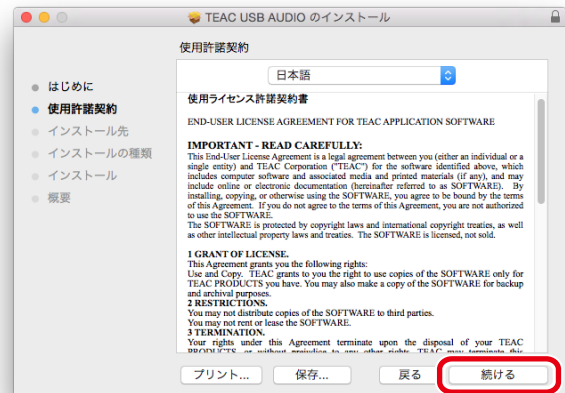 TEAC USB AUDIO のインストール
使用許諾契約
はじめに
使用許諾契約
インストール先
インストールの種類
インストール
概要
日本語
使用ライセンス許諾契約書
END-USER LICENSE AGREEMENT FOR TEAC APPLICATION SOFTWARE
IMPORTANT - READ CAREFULLY:
This End-User License Agreement is a legal agreement between you (either an individual or a
single entity) and TEAC Corporation ("TEAC") for the software identified above, which
includes computer software and associated media and printed materials (if any), and may
include online or electronic documentation (hereinafter referred to as SOFTWARE). By
installing, copying, or otherwise using the SOFTWARE, you agree to be bound by the terms
of this Agreement. If you do not agree to the terms of this Agreement, you are not authorized
to use the SOFTWARE.
The SOFTWARE is protected by copyright laws and international copyright treaties, as well
as other intellectual property laws and treaties. The SOFTWARE is licensed, not sold.
1 GRANT OF LICENSE.
This Agreement grants you the following rights:
Use and Copy. TEAC grants to you the right to use copies of the SOFTWARE only for
TEAC PRODUCTS you have. You may also make a copy of the SOFTWARE for backup
and archival purposes.
2 RESTRICTIONS.
You may not distribute copies of the SOFTWARE to third parties.
You may not rent or lease the SOFTWARE.
3 TERMINATION.
Your rights under this Agreement terminate upon the disposal of your TEAC
PRODUCTS, or without prejudice to any other rights, TEAC may terminate this
プリント...
保存...
戻る
続ける